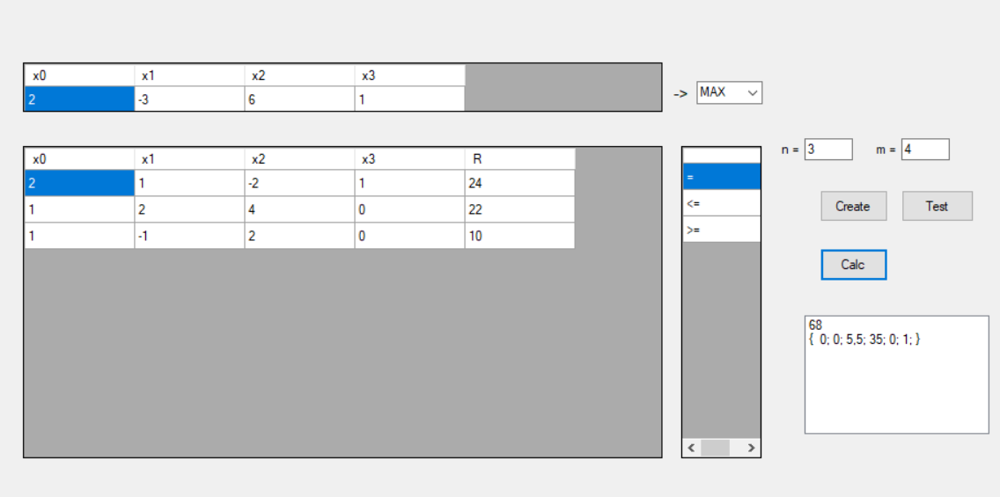 x0 x1 x2 x3
2 -3 6 1
-> MAX
x0 x1 x2 x3 R
2 1 -2 1 24
1 2 4 0 22
1 -1 2 0 10
=
<=
>=
n = 3 m = 4
Create Test
Calc
68
{ 0; 0; 5,5; 35; 0; 1; }